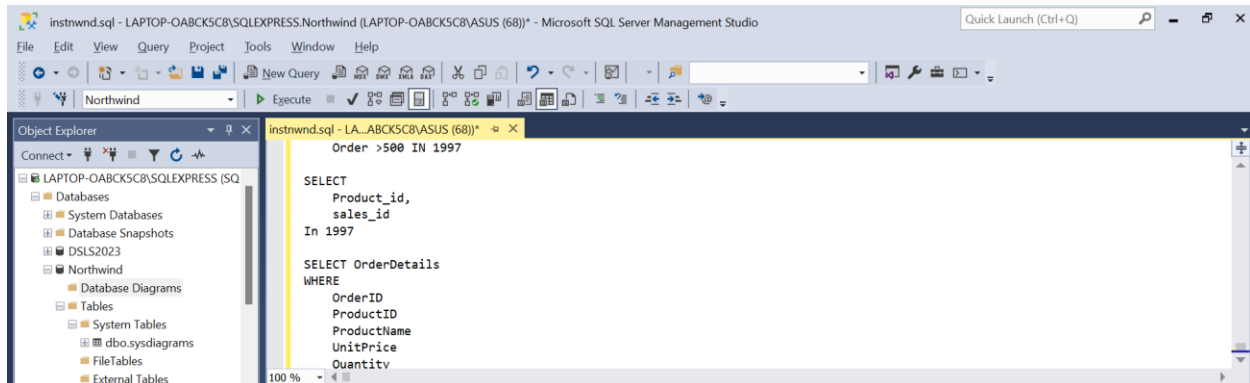 instnwnd.sql - LAPTOP-OABCK5C8\SQLEXPRESS.Northwind (LAPTOP-OABCK5C8\ASUS (68))* - Microsoft SQL Server Management Studio
Quick Launch (Ctrl+Q)
File Edit View Query Project Tools Window Help
New Query MDX DMX XMLA DAX
Northwind Execute
Object Explorer
instnwnd.sql - LA...ABCK5C8\ASUS (68))*
Connect
LAPTOP-OABCK5C8\SQLEXPRESS (SQ
Databases
System Databases
Database Snapshots
DSLS2023
Northwind
Database Diagrams
Tables
System Tables
dbo.sysdiagrams
FileTables
External Tables
Order >500 IN 1997
SELECT
Product_id,
sales_id
In 1997
SELECT OrderDetails
WHERE
OrderID
ProductID
ProductName
UnitPrice
Quantity
100 %